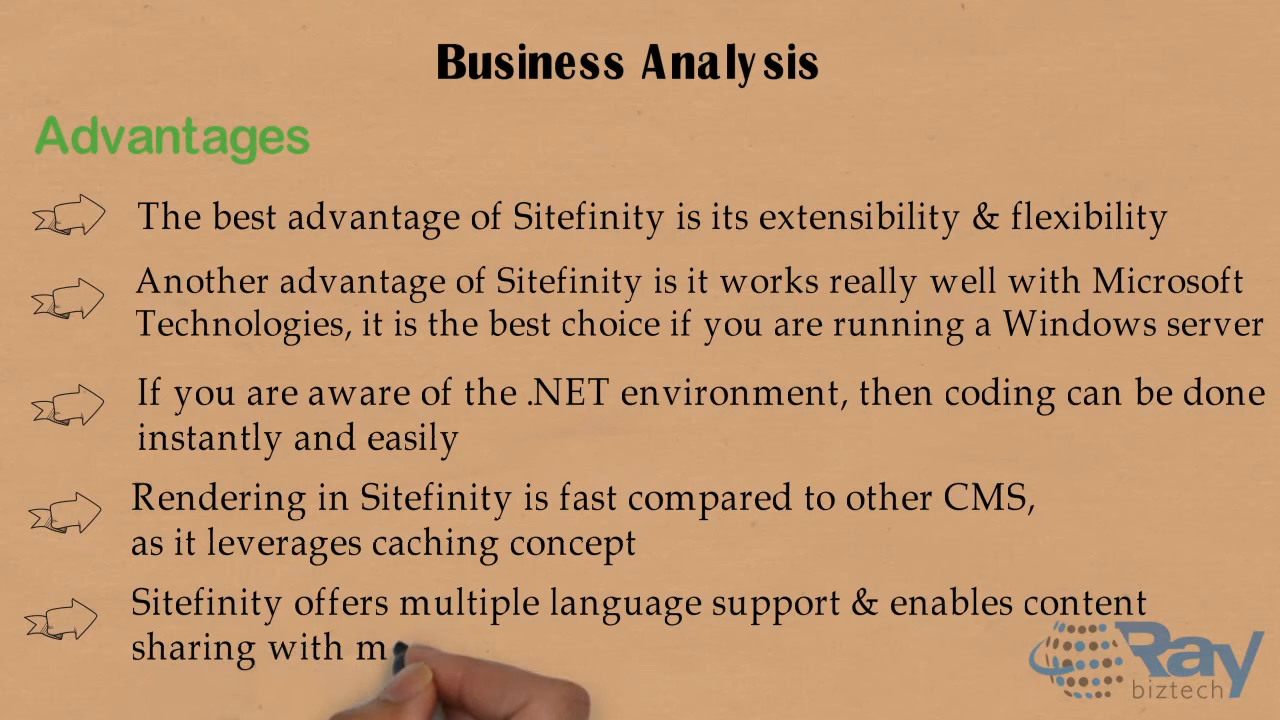 Business Analysis
Advantages
The best advantage of Sitefinity is its extensibility & flexibility
Another advantage of Sitefinity is it works really well with Microsoft
Technologies, it is the best choice if you are running a Windows server
If you are aware of the .NET environment, then coding can be done
instantly and easily
Rendering in Sitefinity is fast compared to other CMS,
as it leverages caching concept
Sitefinity offers multiple language support & enables content
sharing with m
Ray
biztech